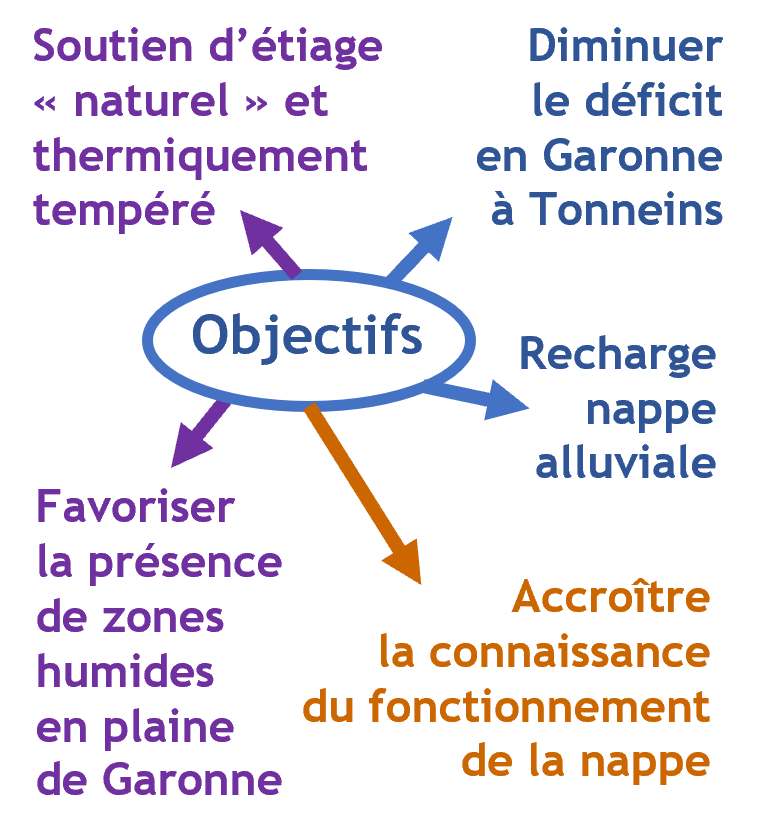 Soutien d’étiage
« naturel » et
thermiquement
tempéré
Diminuer
le déficit
en Garonne
à Tonneins
Objectifs
Recharge
nappe
alluviale
Favoriser
la présence
de zones
humides
en plaine
de Garonne
Accroître
la connaissance
du fonctionnement
de la nappe